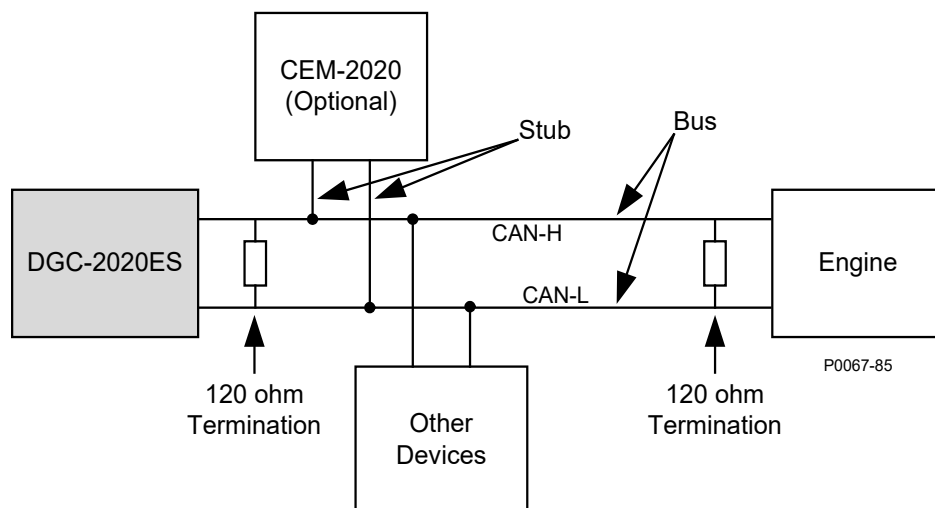 CEM-2020
(Optional)
Stub
Bus
DGC-2020ES
CAN-H
CAN-L
Engine
P0067-85
120 ohm
Termination
Other
Devices
120 ohm
Termination